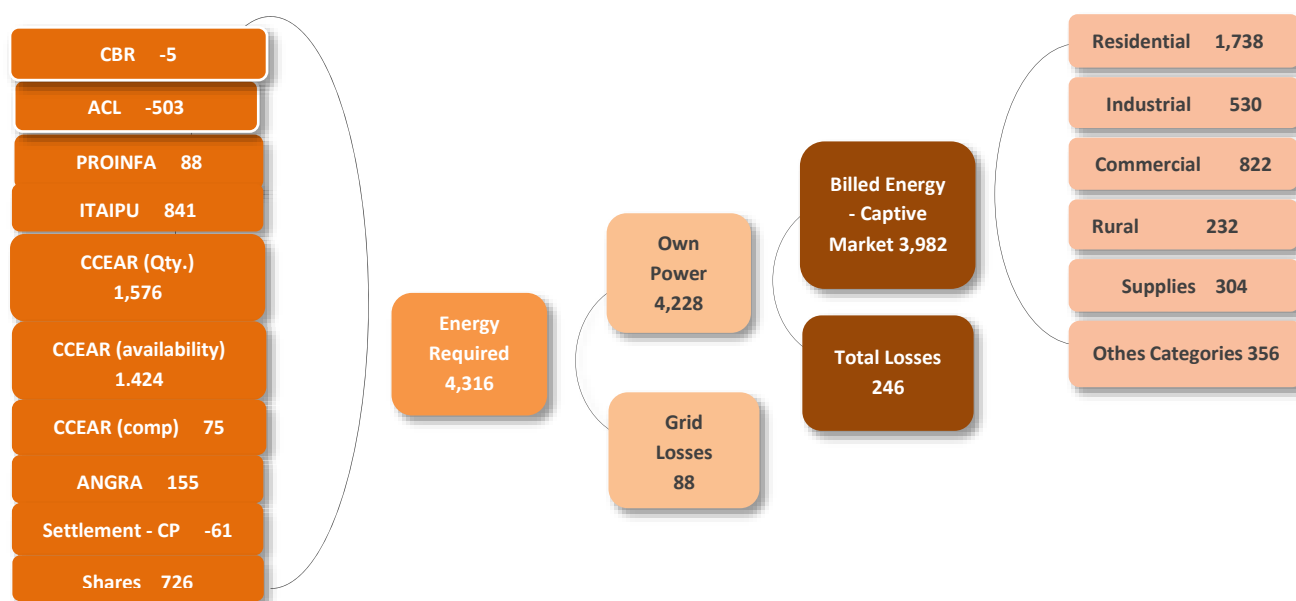 CBR -5
ACL -503
PROINFA 88
ITAIPU 841
CCEAR (Qty.)
1,576
CCEAR (availability)
1.424
CCEAR (comp) 75
ANGRA 155
Settlement - CP -61
Shares 726
Energy
Required
4,316
Own
Power
4,228
Grid
Losses
88
Billed Energy
- Captive
Market 3,982
Total Losses
246
Residential 1,738
Industrial 530
Commercial 822
Rural 232
Supplies 304
Othes Categories 356